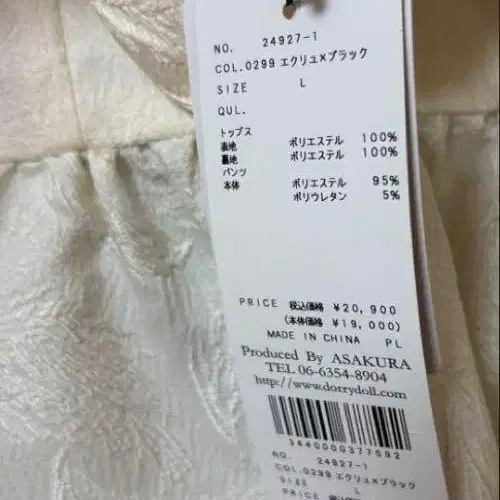 NO. 24927-1
COL.0299 エクリュ×ブラック
SIZE L
QUL.
トップス
表地 ポリエステル 100%
裏地 ポリエステル 100%
パンツ
本体 ポリエステル 95%
ポリウレタン 5%
PRICE 税込価格 ¥20,900
(本体価格 ¥19,000)
MADE IN CHINA PL
Produced By ASAKURA
TEL 06-6354-8904
http://www.dorrydoll.com
3440000377592
NO. 24927-1
COL.0299 エクリュ×ブラック
SIZE L
PRICE